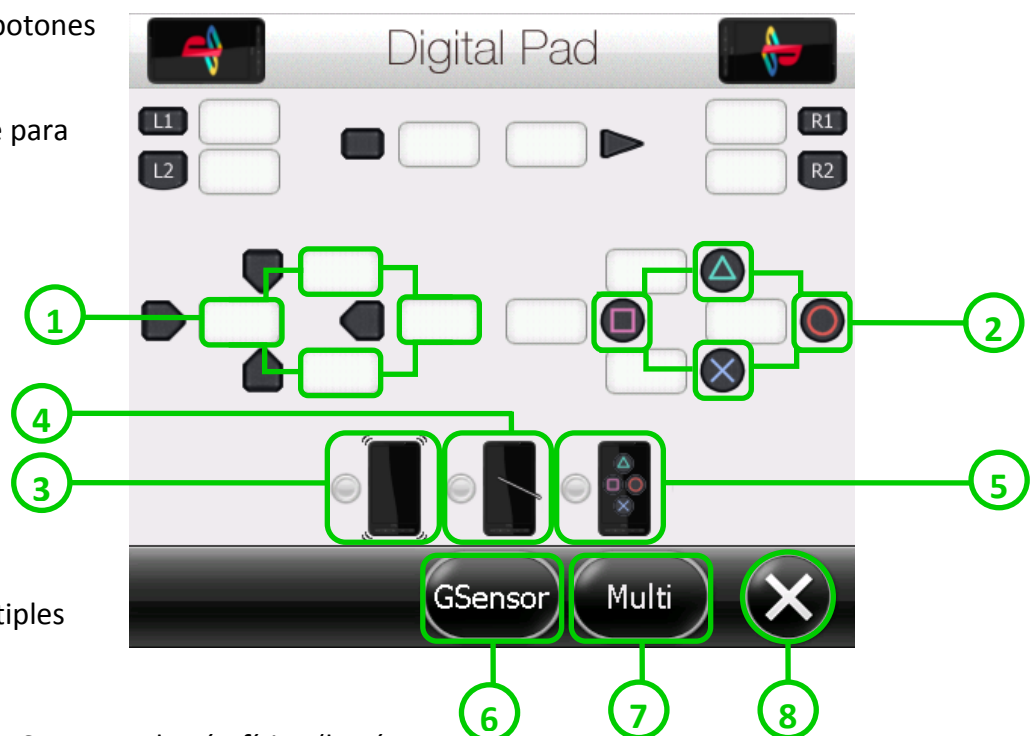 botones
Digital Pad
para
L1 R1
L2 R2
1 2
4
3 5
GSensor Multi
tiples
6 7 8